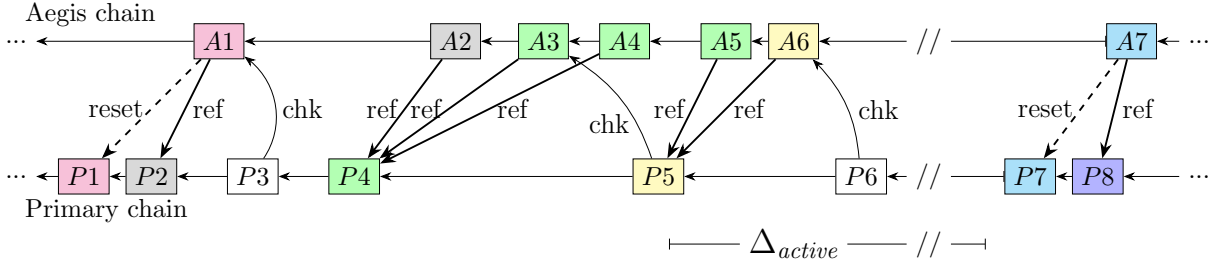 Aegis chain
... A1 A2 A3 A4 A5 A6 // A7 ...
reset ref chk ref ref ref chk ref ref chk reset ref
... P1 P2 P3 P4 P5 P6 // P7 P8 ...
Primary chain
Δactive //